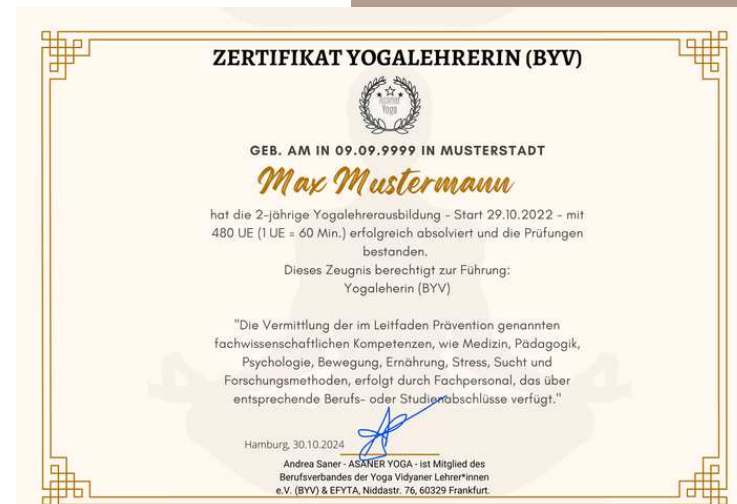 ZERTIFIKAT YOGALEHRERIN (BYV)
Asaner
Yoga
GEB. AM IN 09.09.9999 IN MUSTERSTADT
Max Mustermann
hat die 2-jährige Yogalehrerausbildung - Start 29.10.2022 - mit
480 UE (1 UE = 60 Min.) erfolgreich absolviert und die Prüfungen
bestanden.
Dieses Zeugnis berechtigt zur Führung:
Yogaleherin (BYV)
"Die Vermittlung der im Leitfaden Prävention genannten
fachwissenschaftlichen Kompetenzen, wie Medizin, Pädagogik,
Psychologie, Bewegung, Ernährung, Stress, Sucht und
Forschungsmethoden, erfolgt durch Fachpersonal, das über
entsprechende Berufs- oder Studienabschlüsse verfügt."
Hamburg, 30.10.2024
Andrea Saner - ASANER YOGA - ist Mitglied des
Berufsverbandes der Yoga Vidyaner Lehrer*innen
e.V. (BYV) & EFYTA, Niddastr. 76, 60329 Frankfurt.